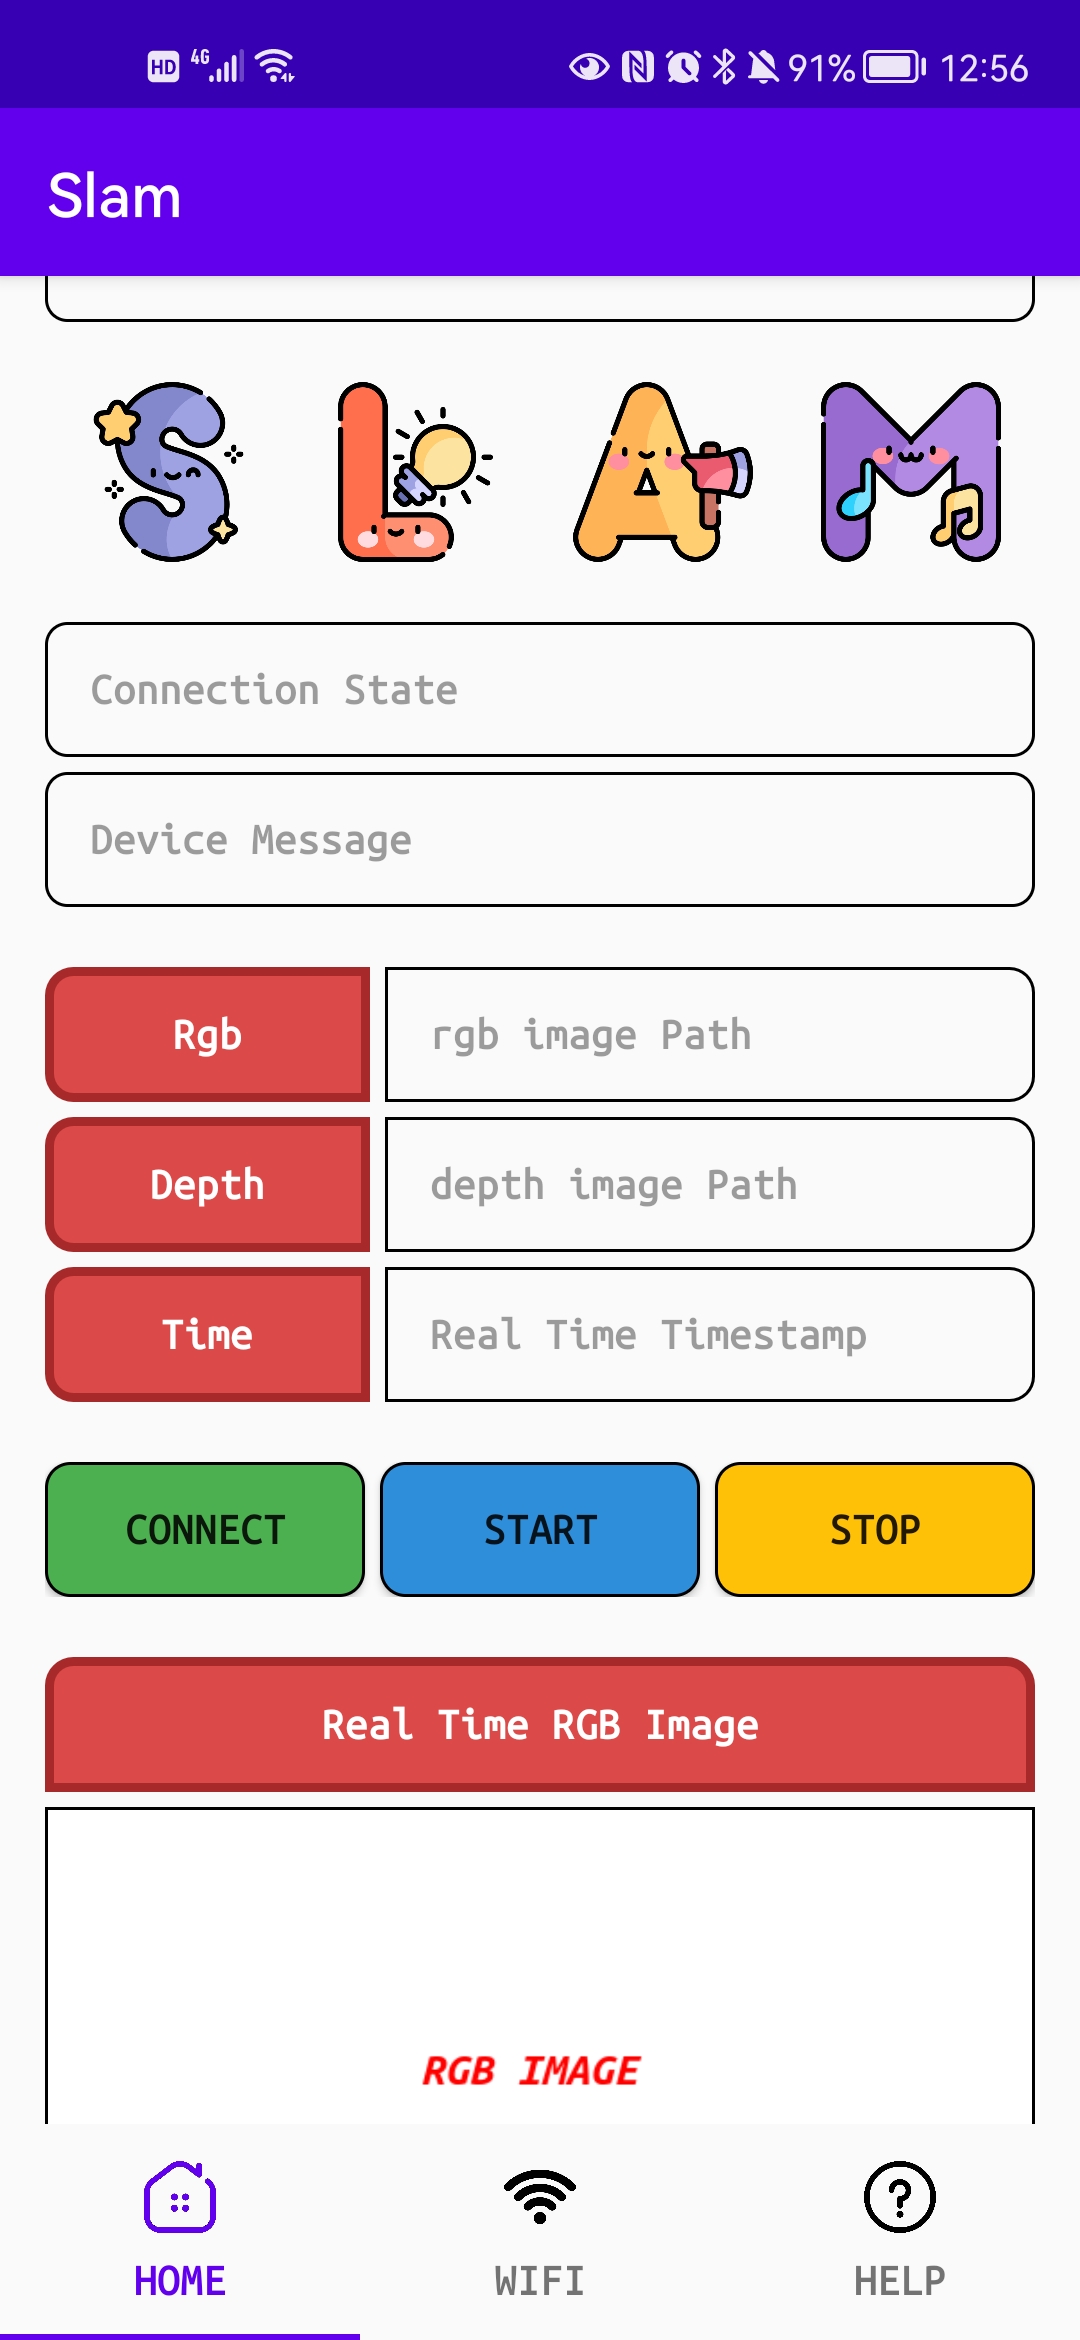 HD 4G 91% 12:56
Slam
SLAM
Connection State
Device Message
Rgb rgb image Path
Depth depth image Path
Time Real Time Timestamp
CONNECT START STOP
Real Time RGB Image
RGB IMAGE
HOME WIFI HELP